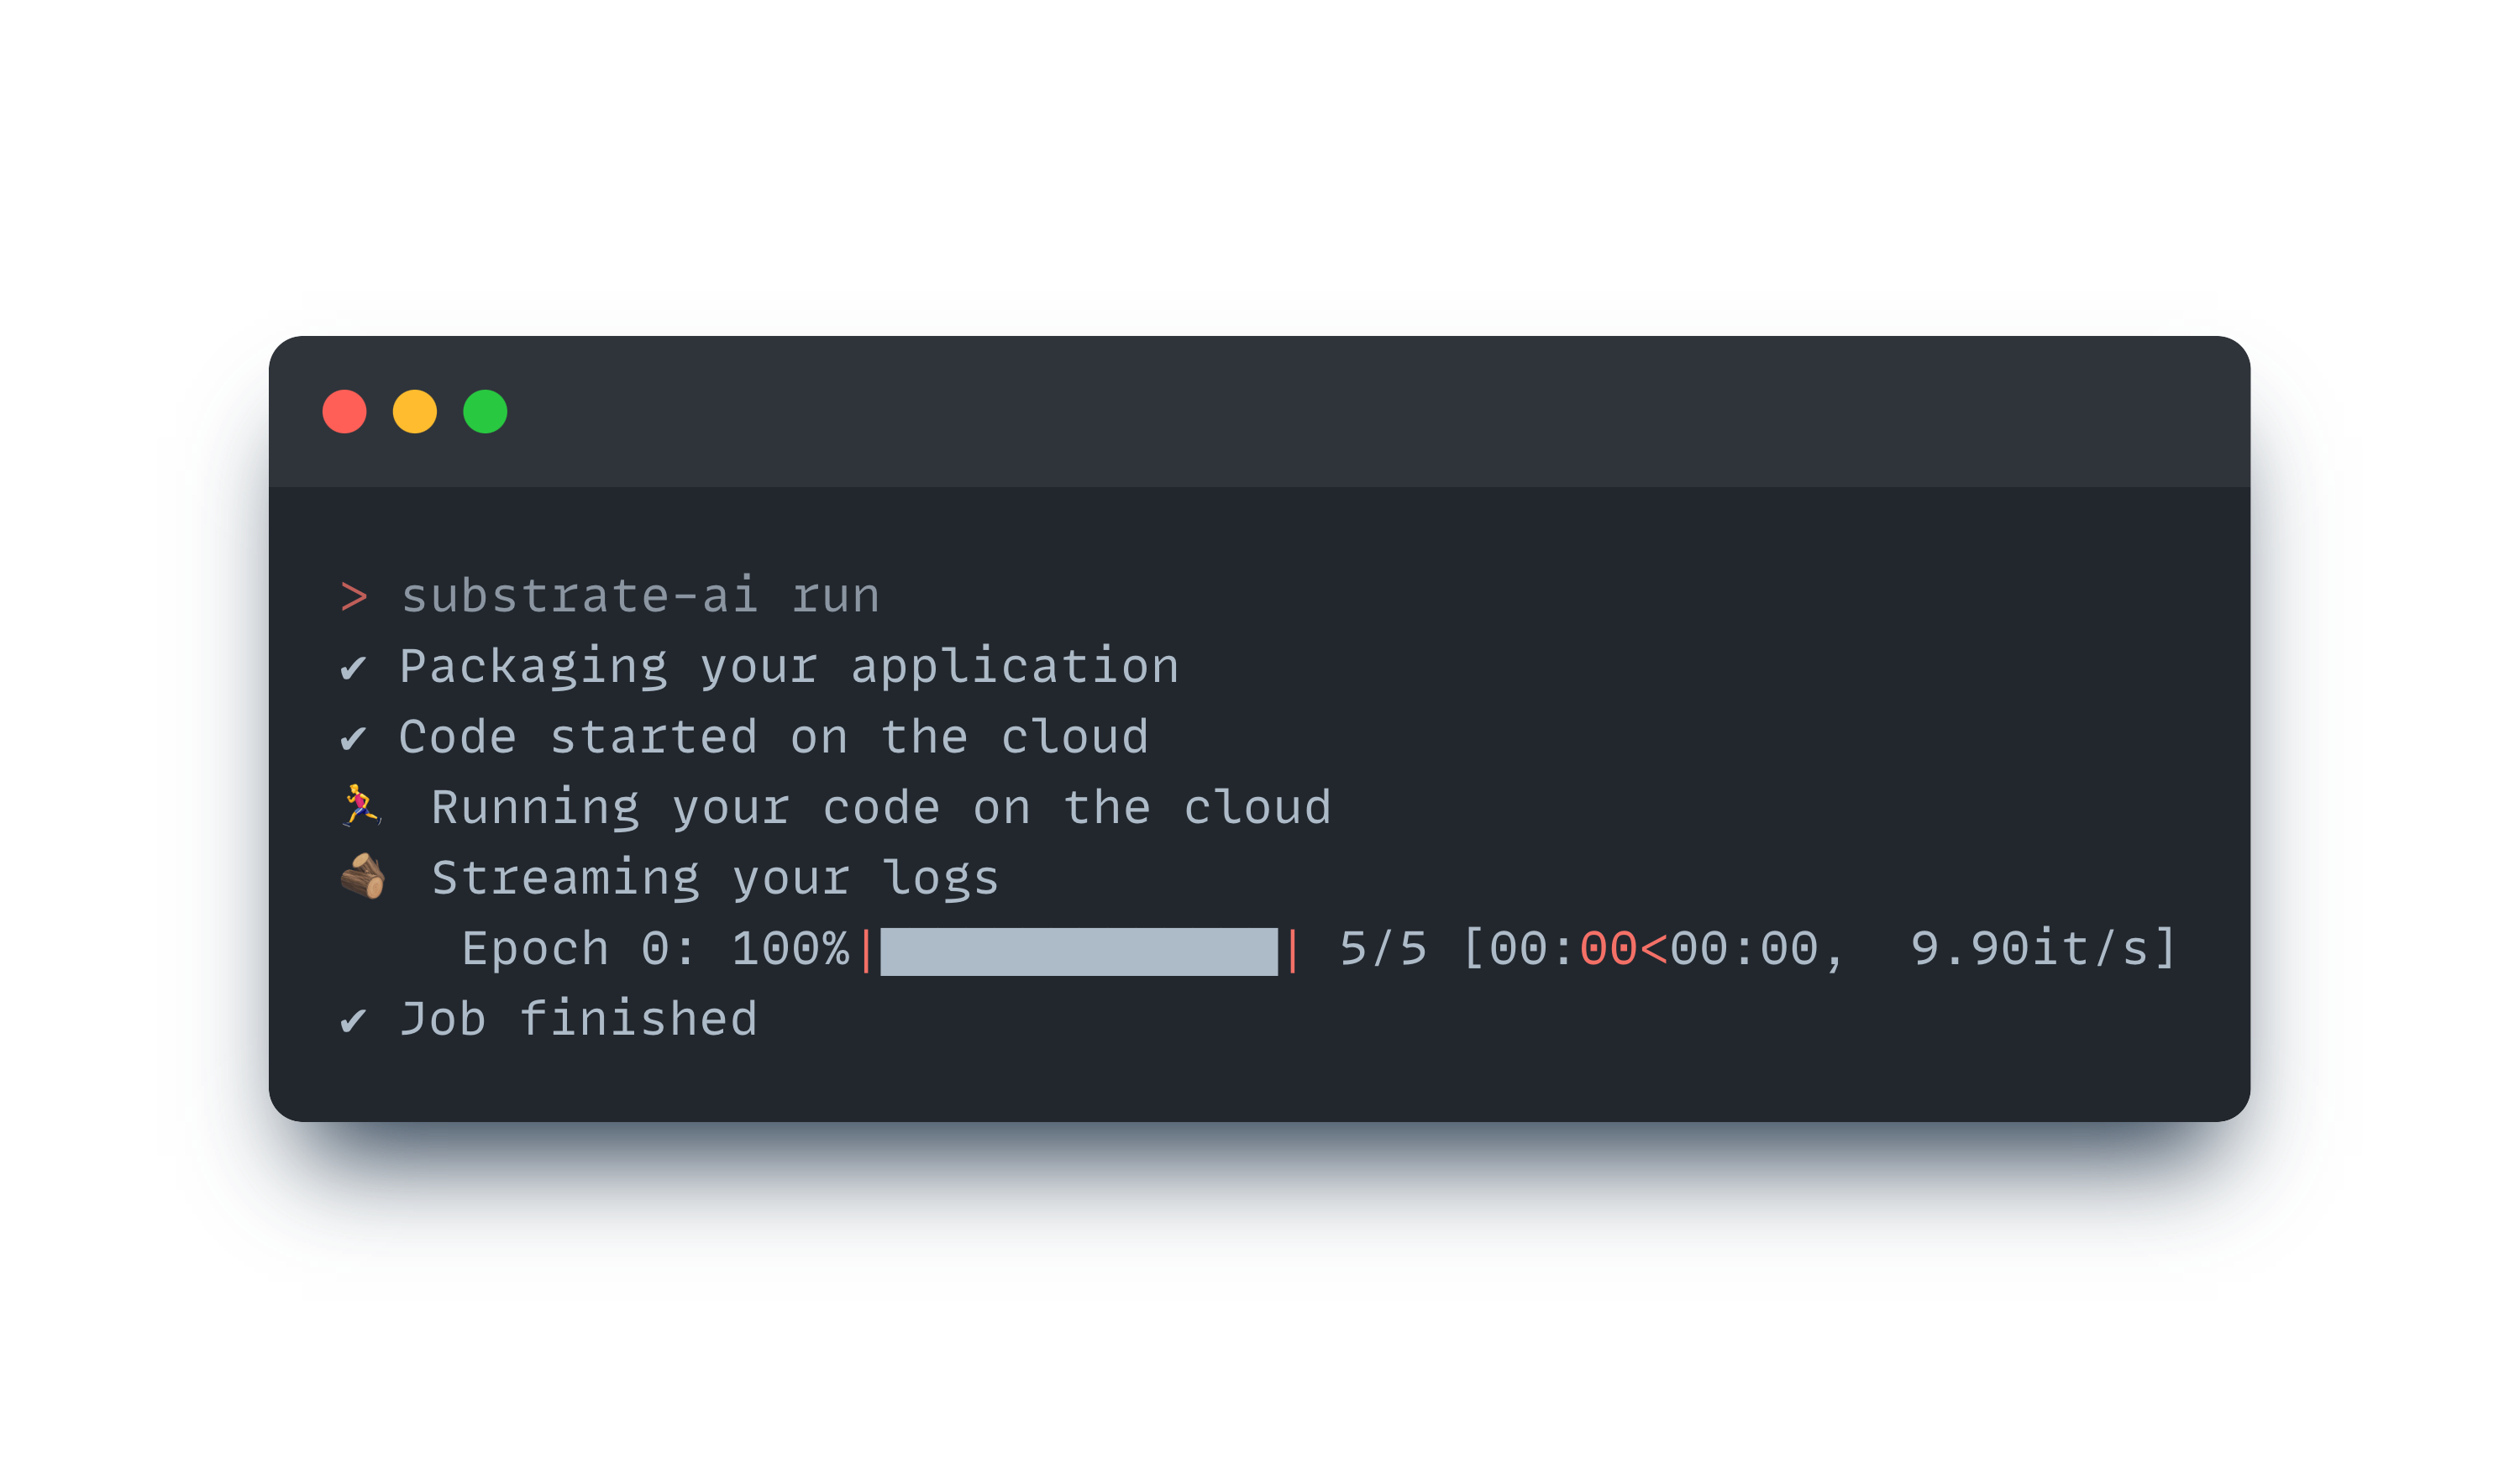 > substrate-ai run
✔ Packaging your application
✔ Code started on the cloud
🏃‍♀️ Running your code on the cloud
🪵 Streaming your logs
Epoch 0: 100%|█████████████| 5/5 [00:00<00:00,  9.90it/s]
✔ Job finished